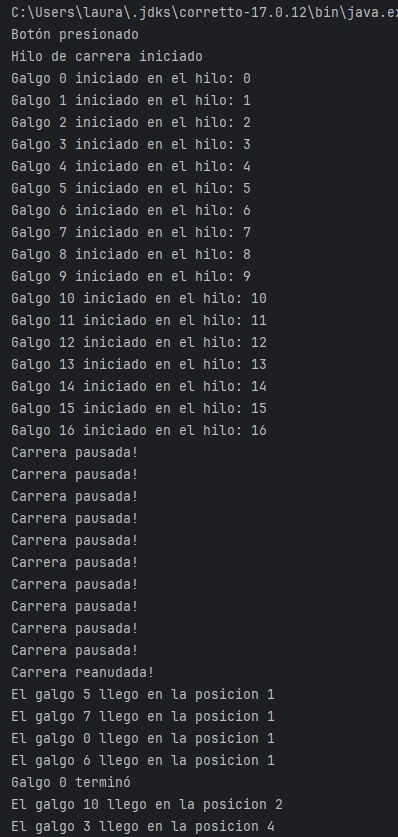 C:\Users\laura\.jdks\corretto-17.0.12\bin\java.ex
Botón presionado
Hilo de carrera iniciado
Galgo 0 iniciado en el hilo: 0
Galgo 1 iniciado en el hilo: 1
Galgo 2 iniciado en el hilo: 2
Galgo 3 iniciado en el hilo: 3
Galgo 4 iniciado en el hilo: 4
Galgo 5 iniciado en el hilo: 5
Galgo 6 iniciado en el hilo: 6
Galgo 7 iniciado en el hilo: 7
Galgo 8 iniciado en el hilo: 8
Galgo 9 iniciado en el hilo: 9
Galgo 10 iniciado en el hilo: 10
Galgo 11 iniciado en el hilo: 11
Galgo 12 iniciado en el hilo: 12
Galgo 13 iniciado en el hilo: 13
Galgo 14 iniciado en el hilo: 14
Galgo 15 iniciado en el hilo: 15
Galgo 16 iniciado en el hilo: 16
Carrera pausada!
Carrera pausada!
Carrera pausada!
Carrera pausada!
Carrera pausada!
Carrera pausada!
Carrera pausada!
Carrera pausada!
Carrera pausada!
Carrera pausada!
Carrera reanudada!
El galgo 5 llego en la posicion 1
El galgo 7 llego en la posicion 1
El galgo 0 llego en la posicion 1
El galgo 6 llego en la posicion 1
Galgo 0 terminó
El galgo 10 llego en la posicion 2
El galgo 3 llego en la posicion 4